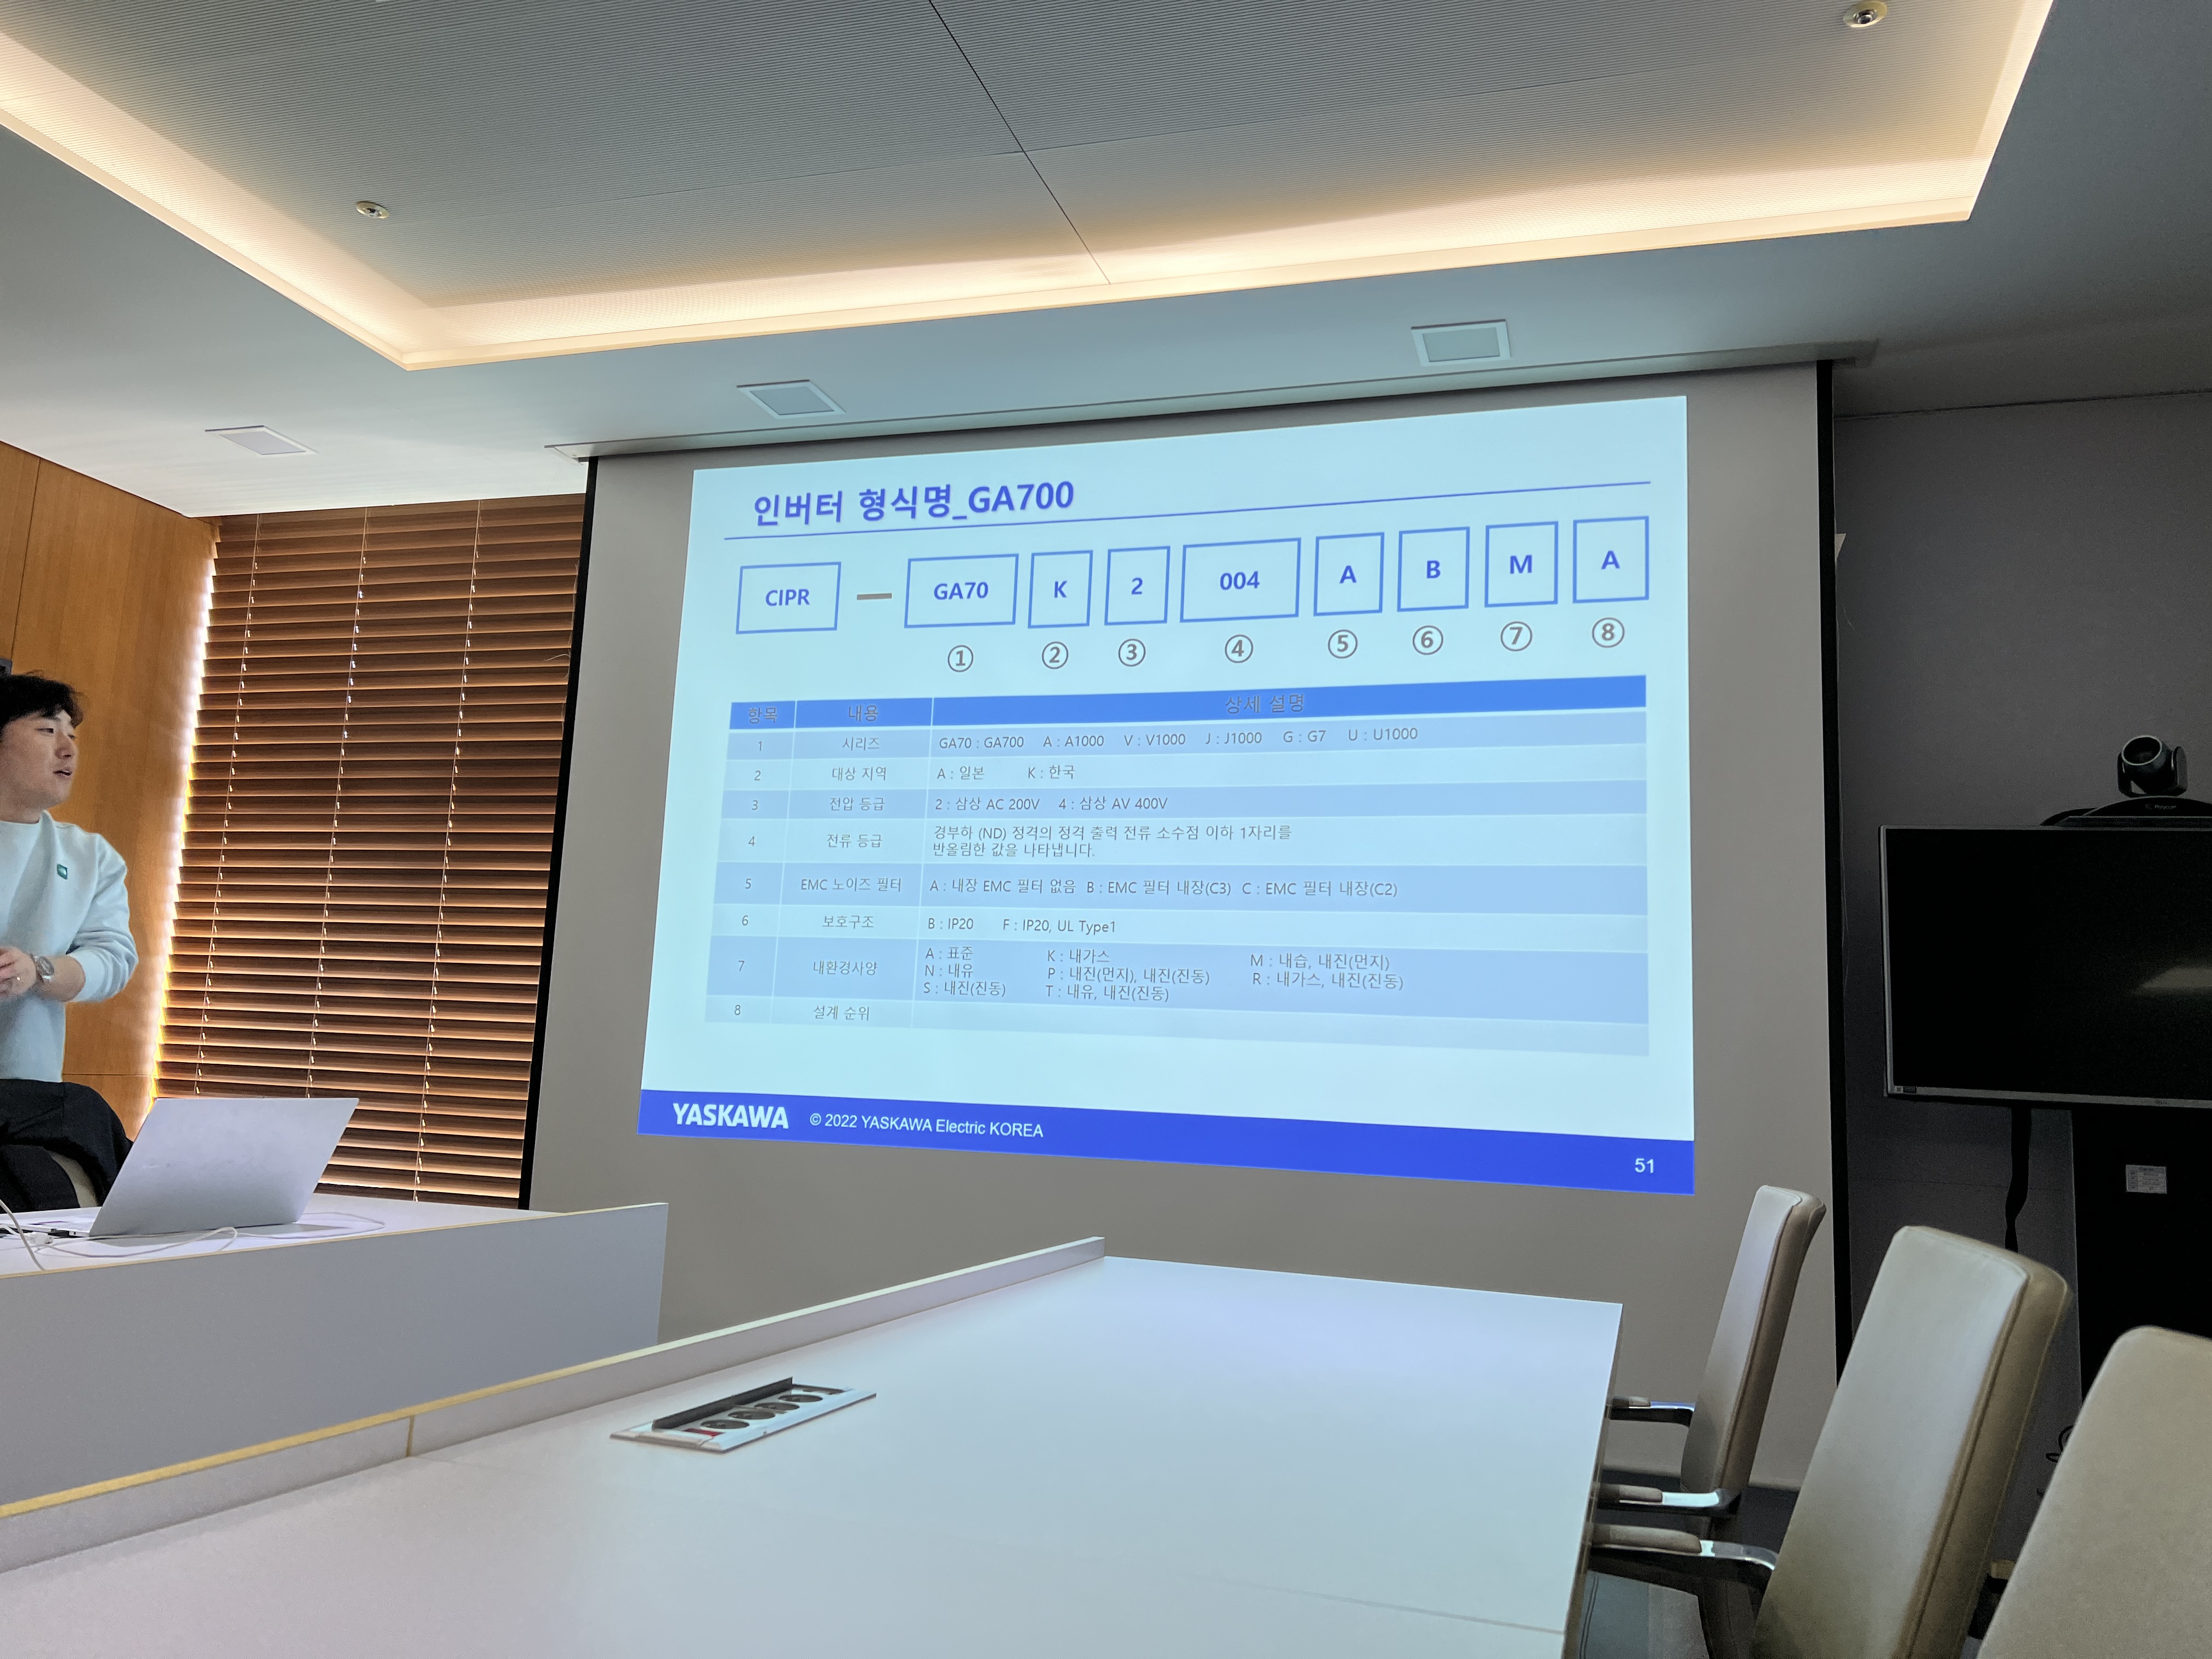 인버터 형식명_GA700
CIPR — GA70 K 2 004 A B M A
① ② ③ ④ ⑤ ⑥ ⑦ ⑧
항목 내용 상세 설명
1 시리즈 GA70 : GA700 A : A1000 V : V1000 J : J1000 G : G7 U : U1000
2 대상 지역 A : 일본 K : 한국
3 전압 등급 2 : 삼상 AC 200V 4 : 삼상 AV 400V
4 전류 등급 경부하 (ND) 정격의 정격 출력 전류 소수점 이하 1자리를
반올림한 값을 나타냅니다.
5 EMC 노이즈 필터 A : 내장 EMC 필터 없음 B : EMC 필터 내장(C3) C : EMC 필터 내장(C2)
6 보호구조 B : IP20 F : IP20, UL Type1
7 내환경사양 A : 표준 K : 내가스 M : 내습, 내진(먼지)
N : 내유 P : 내진(먼지), 내진(진동) R : 내가스, 내진(진동)
S : 내진(진동) T : 내유, 내진(진동)
8 설계 순위
YASKAWA © 2022 YASKAWA Electric KOREA
51